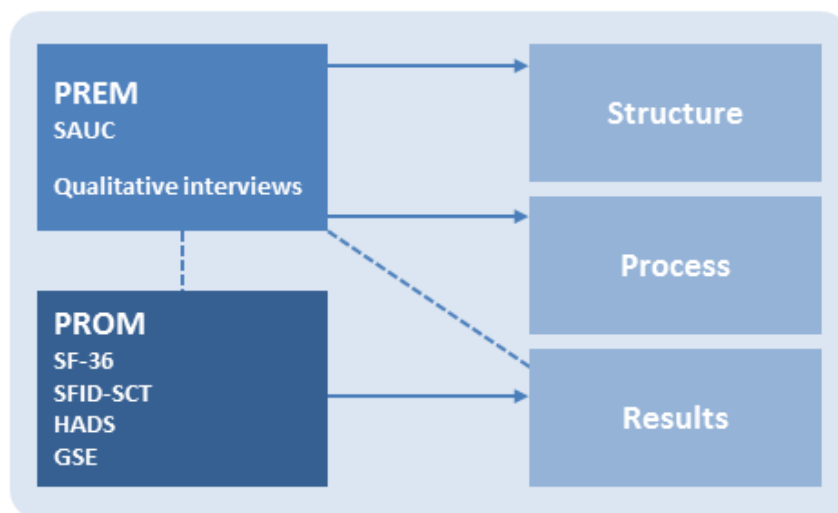 PREM
SAUC
Qualitative interviews
PROM
SF-36
SFID-SCT
HADS
GSE
Structure
Process
Results